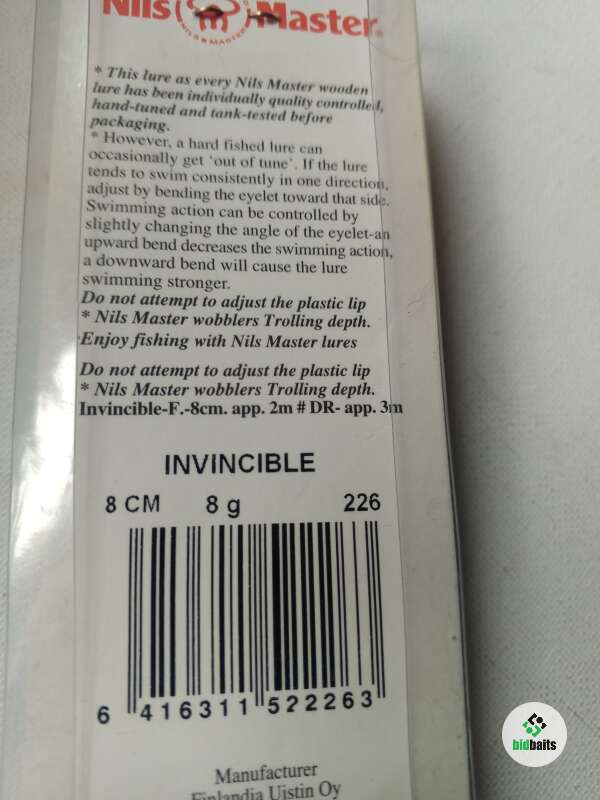 Nils Master®
* This lure as every Nils Master wooden
lure has been individually quality controlled,
hand-tuned and tank-tested before
packaging.
* However, a hard fished lure can
occasionally get 'out of tune'. If the lure
tends to swim consistently in one direction,
adjust by bending the eyelet toward that side.
Swimming action can be controlled by
slightly changing the angle of the eyelet-an
upward bend decreases the swimming action,
a downward bend will cause the lure
swimming stronger.
Do not attempt to adjust the plastic lip
* Nils Master wobblers Trolling depth.
Enjoy fishing with Nils Master lures
Do not attempt to adjust the plastic lip
* Nils Master wobblers Trolling depth.
Invincible-F.-8cm. app. 2m # DR- app. 3m
INVINCIBLE
8 CM 8 g 226
6 416311 522263
Manufacturer
Finlandia Uistin Oy
bidbaits